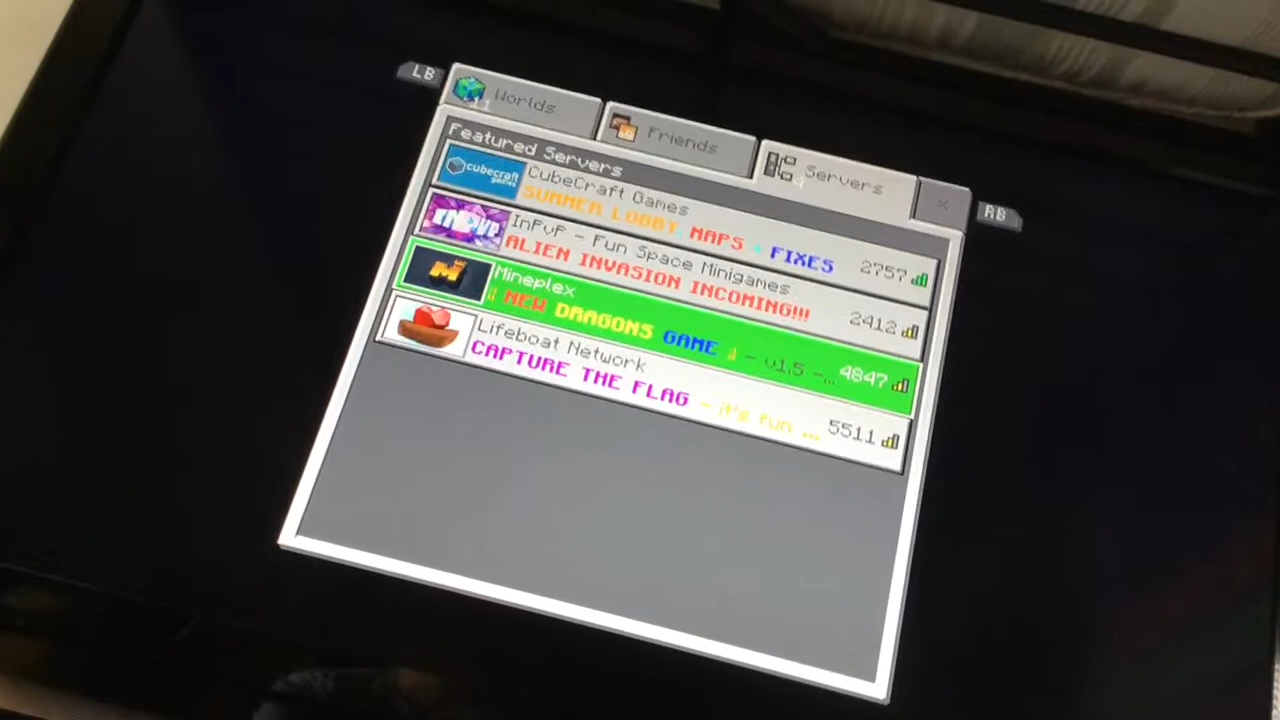 LB
Worlds
Friends
Servers
RB
Featured Servers
cubecraft games
CubeCraft Games
SUMMER LOBBY MAPS + FIXES
2757
INPVP
InPvP - Fun Space Minigames
ALIEN INVASION INCOMING!!!
2412
M
Mineplex
NEW DRAGONS GAME - v1.5 -...
4847
Lifeboat Network
CAPTURE THE FLAG - it's fun ...
5511